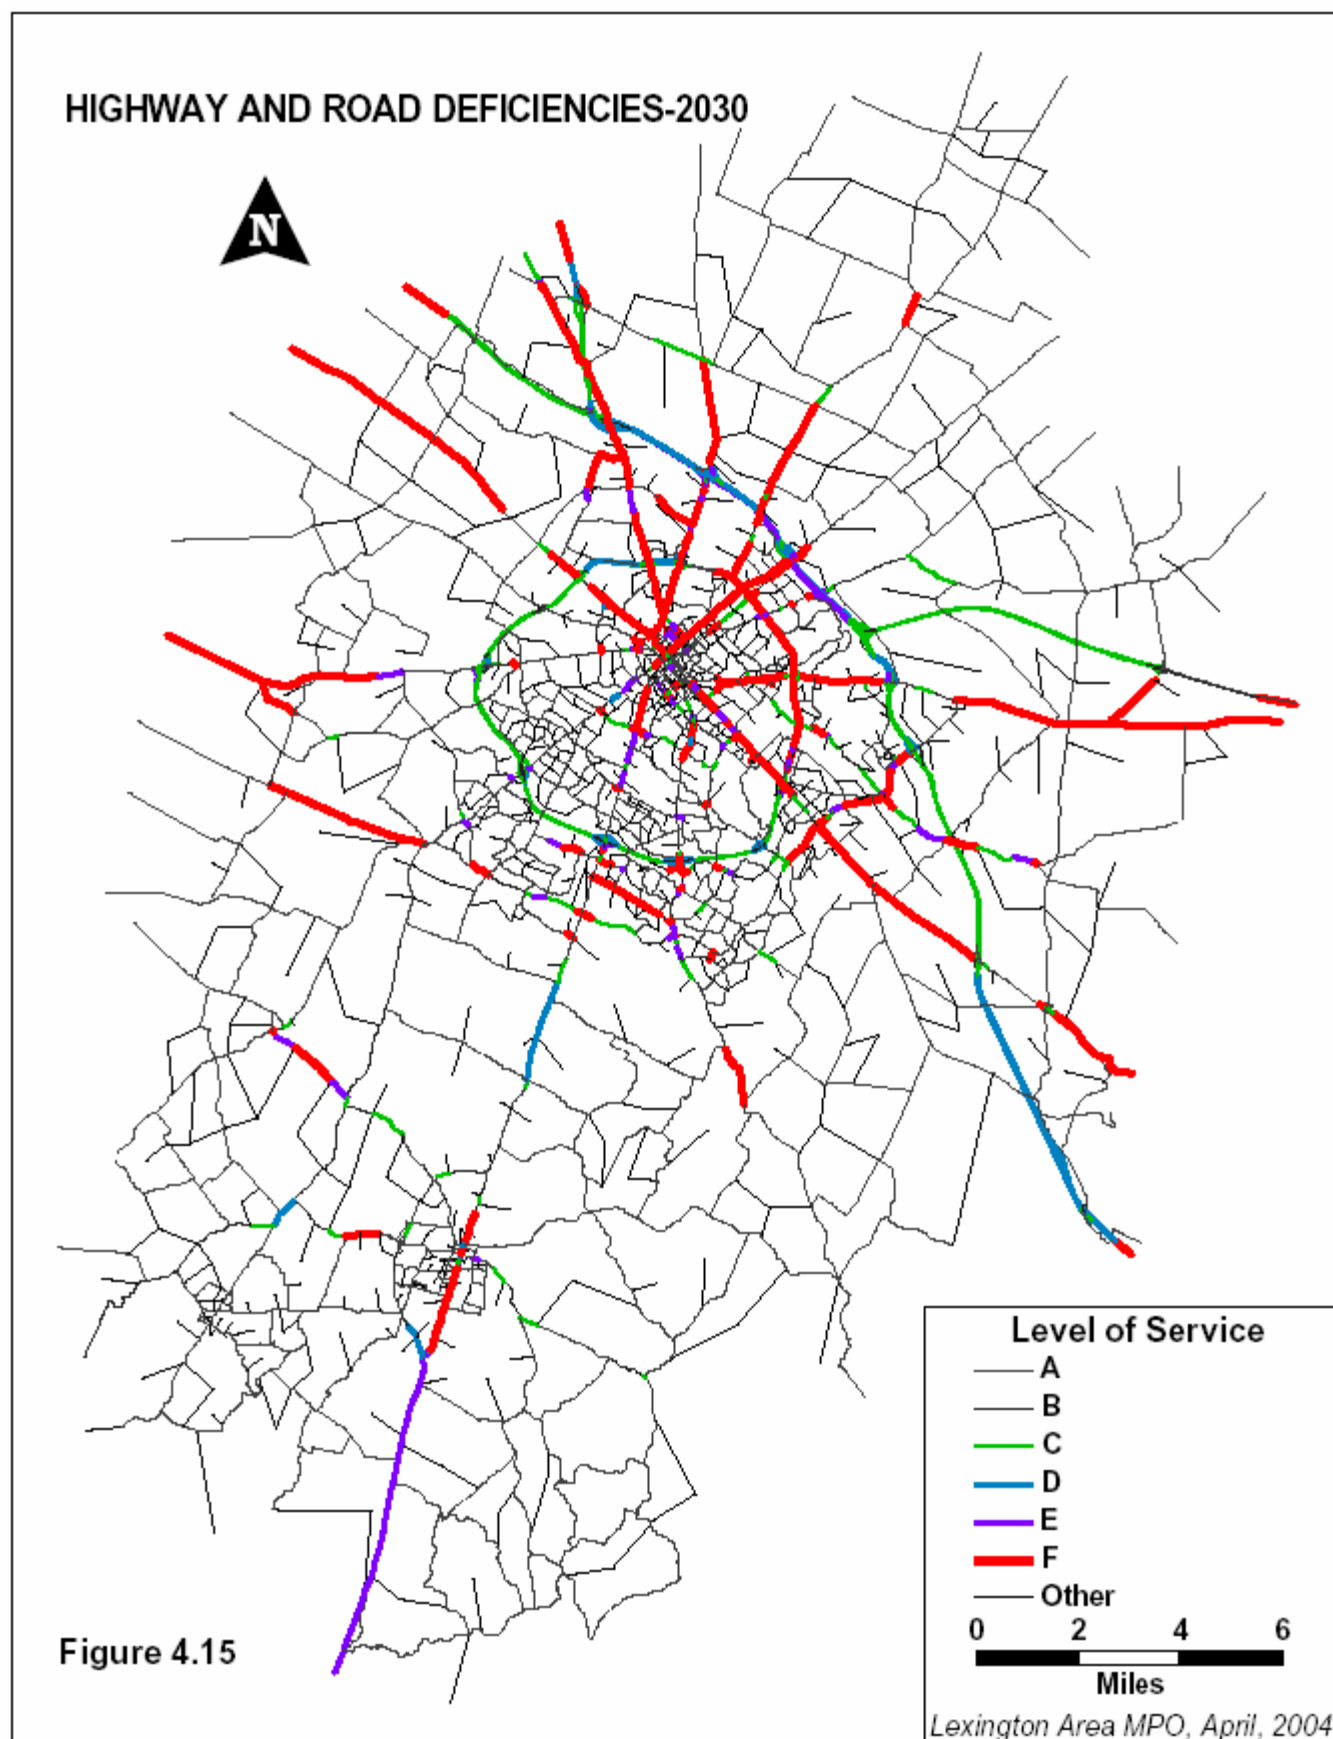 HIGHWAY AND ROAD DEFICIENCIES-2030
N
Level of Service
A
B
C
D
E
F
Other
0 2 4 6
Miles
Figure 4.15
Lexington Area MPO, April, 2004